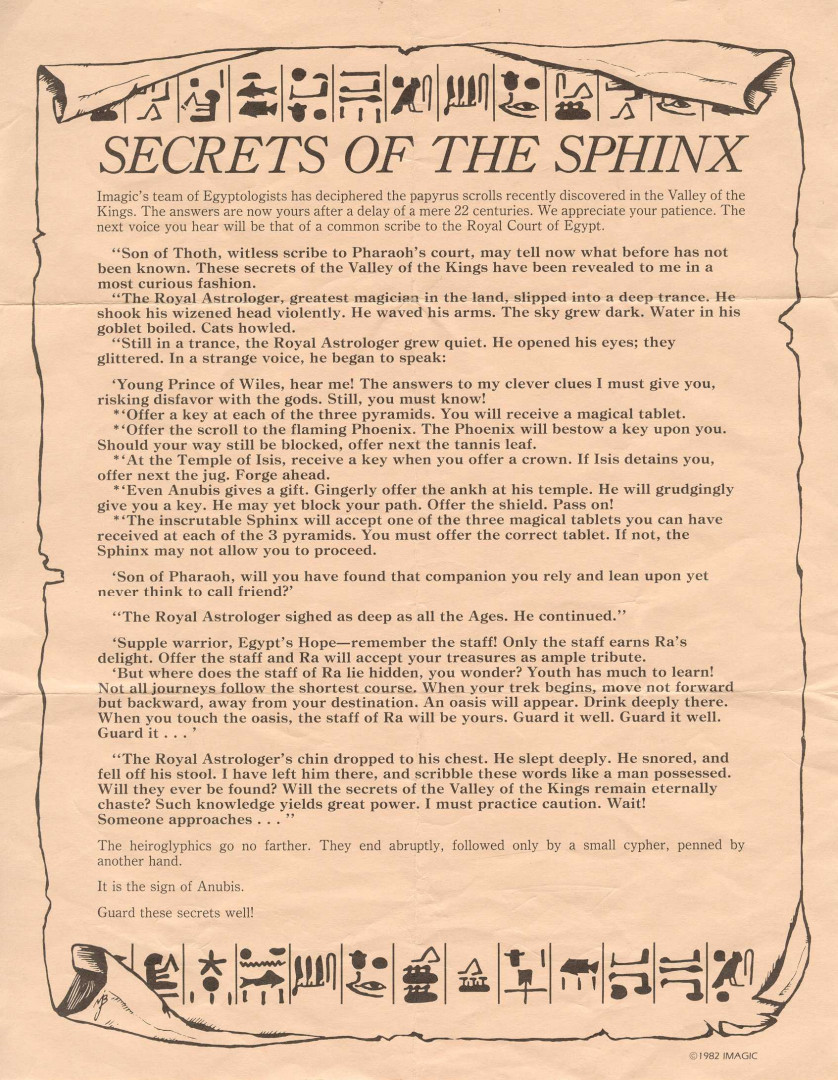 SECRETS OF THE SPHINX
Imagic's team of Egyptologists has deciphered the papyrus scrolls recently discovered in the Valley of the
Kings. The answers are now yours after a delay of a mere 22 centuries. We appreciate your patience. The
next voice you hear will be that of a common scribe to the Royal Court of Egypt.
“Son of Thoth, witless scribe to Pharaoh's court, may tell now what before has not
been known. These secrets of the Valley of the Kings have been revealed to me in a
most curious fashion.
“The Royal Astrologer, greatest magician in the land, slipped into a deep trance. He
shook his wizened head violently. He waved his arms. The sky grew dark. Water in his
goblet boiled. Cats howled.
“Still in a trance, the Royal Astrologer grew quiet. He opened his eyes; they
glittered. In a strange voice, he began to speak:
‘Young Prince of Wiles, hear me! The answers to my clever clues I must give you,
risking disfavor with the gods. Still, you must know!
*‘Offer a key at each of the three pyramids. You will receive a magical tablet.
*‘Offer the scroll to the flaming Phoenix. The Phoenix will bestow a key upon you.
Should your way still be blocked, offer next the tannis leaf.
*‘At the Temple of Isis, receive a key when you offer a crown. If Isis detains you,
offer next the jug. Forge ahead.
*‘Even Anubis gives a gift. Gingerly offer the ankh at his temple. He will grudgingly
give you a key. He may yet block your path. Offer the shield. Pass on!
*‘The inscrutable Sphinx will accept one of the three magical tablets you can have
received at each of the 3 pyramids. You must offer the correct tablet. If not, the
Sphinx may not allow you to proceed.
‘Son of Pharaoh, will you have found that companion you rely and lean upon yet
never think to call friend?’
“The Royal Astrologer sighed as deep as all the Ages. He continued.”
‘Supple warrior, Egypt's Hope—remember the staff! Only the staff earns Ra's
delight. Offer the staff and Ra will accept your treasures as ample tribute.
‘But where does the staff of Ra lie hidden, you wonder? Youth has much to learn!
Not all journeys follow the shortest course. When your trek begins, move not forward
but backward, away from your destination. An oasis will appear. Drink deeply there.
When you touch the oasis, the staff of Ra will be yours. Guard it well. Guard it well.
Guard it . . . ’
“The Royal Astrologer's chin dropped to his chest. He slept deeply. He snored, and
fell off his stool. I have left him there, and scribble these words like a man possessed.
Will they ever be found? Will the secrets of the Valley of the Kings remain eternally
chaste? Such knowledge yields great power. I must practice caution. Wait!
Someone approaches . . . ”
The heiroglyphics go no farther. They end abruptly, followed only by a small cypher, penned by
another hand.
It is the sign of Anubis.
Guard these secrets well!
©1982 IMAGIC